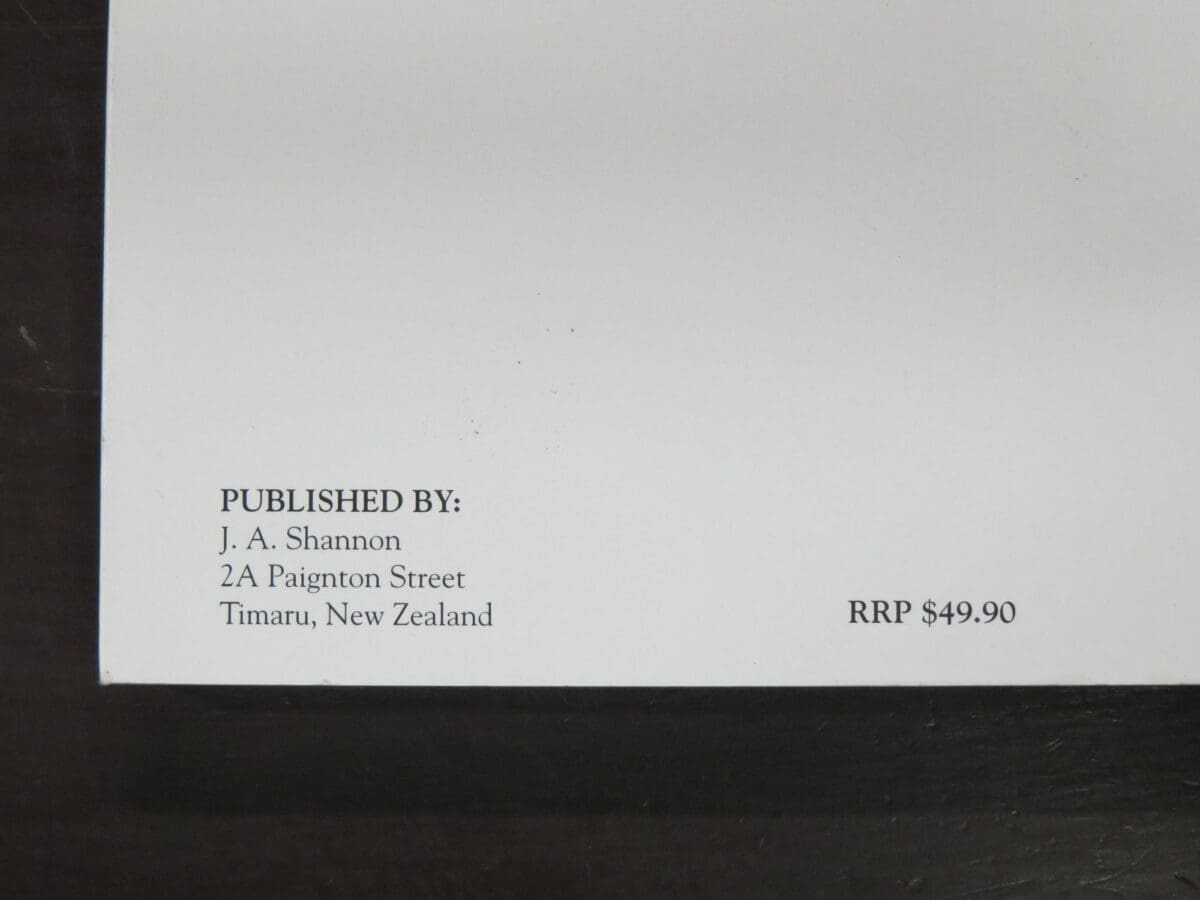 PUBLISHED BY:
J. A. Shannon
2A Paignton Street
Timaru, New Zealand
RRP $49.90